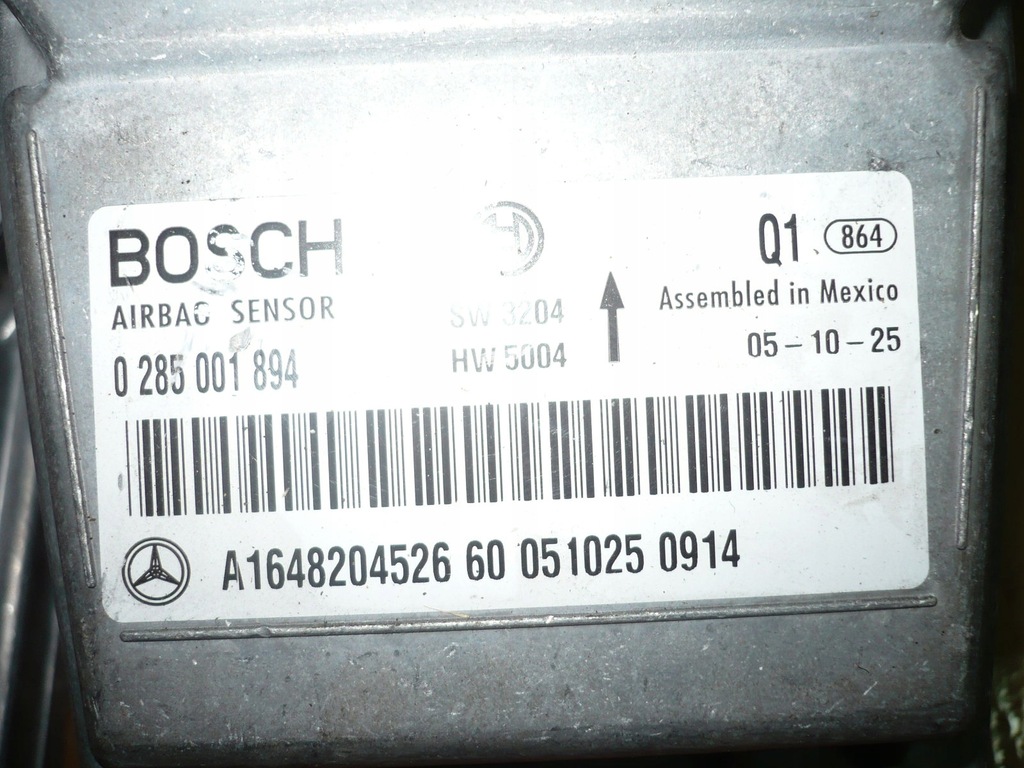 BOSCH
AIRBAG SENSOR
0 285 001 894
SW 3204
HW 5004
Q1 864
Assembled in Mexico
05-10-25
A1648204526 60 051025 0914